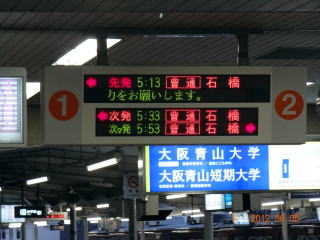 1
先発 5:13 普通 石橋
力をお願いします。
次発 5:33 普通 石橋
次の発 5:53 普通 石橋
2
大阪青山大学
大阪青山短期大学